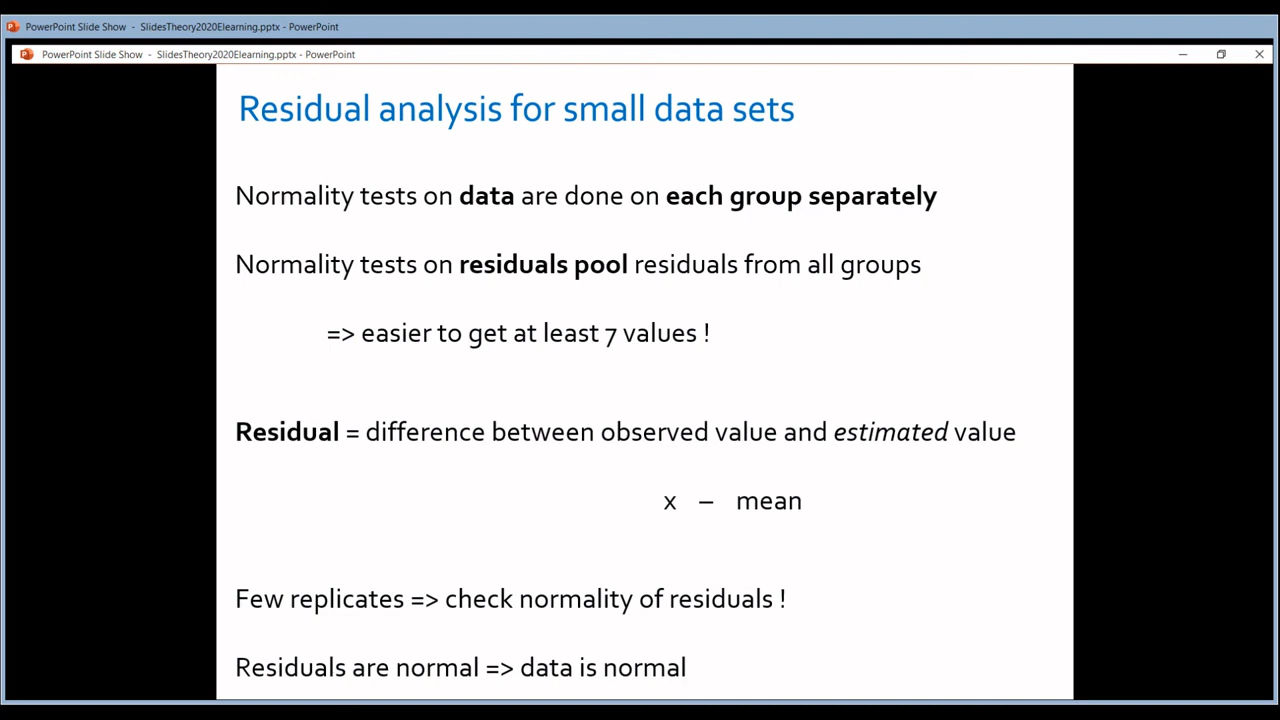 PowerPoint Slide Show - SlidesTheory2020Elearning.pptx - PowerPoint
PowerPoint Slide Show - SlidesTheory2020Elearning.pptx - PowerPoint
Residual analysis for small data sets
Normality tests on data are done on each group separately
Normality tests on residuals pool residuals from all groups
=> easier to get at least 7 values !
Residual = difference between observed value and estimated value
x – mean
Few replicates => check normality of residuals !
Residuals are normal => data is normal